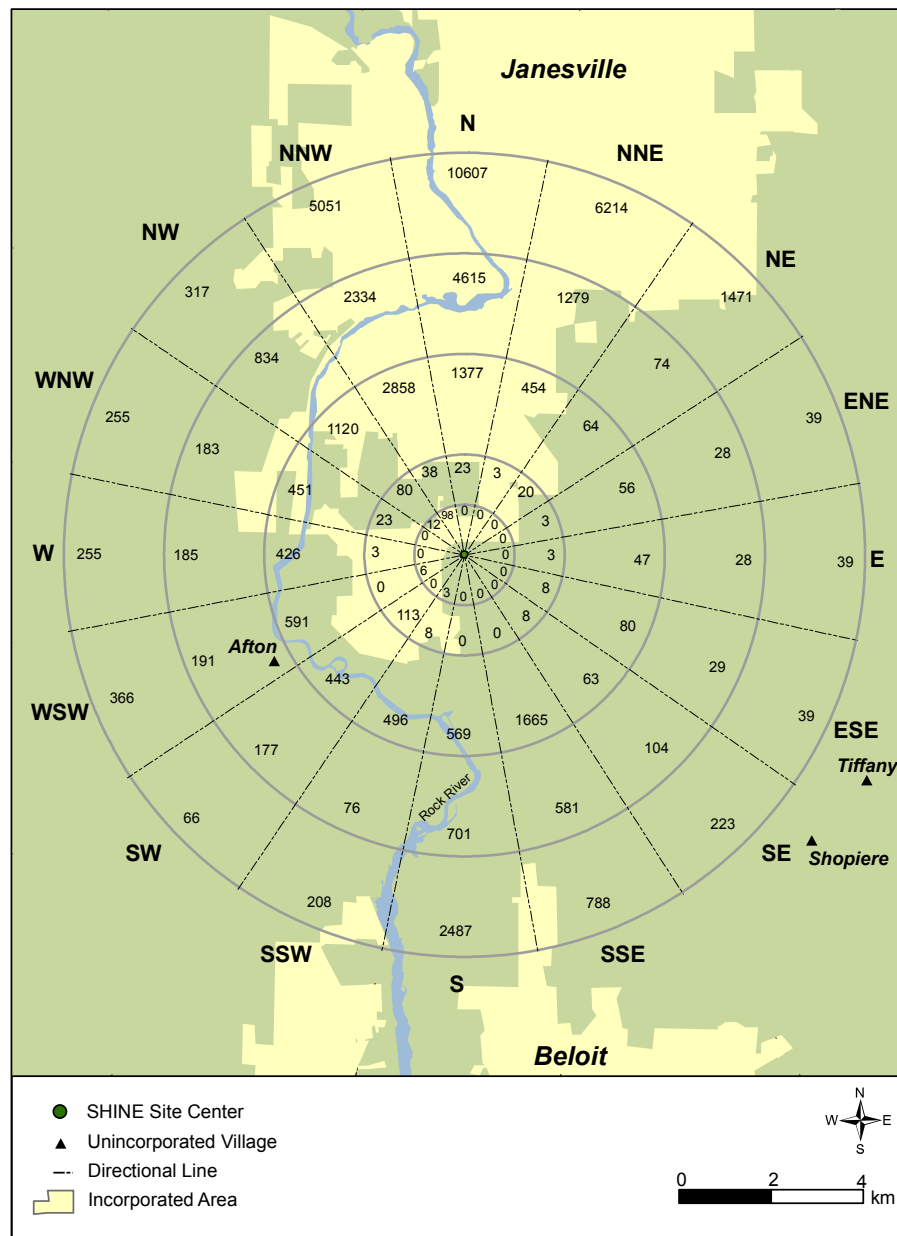 Janesville
N
NNW
NNE
10607
5051
6214
NW
NE
4615
317
2334
1279
1471
834
74
WNW
1377
ENE
2858
454
255
1120
64
39
183
28
23
3
38
451
80
20
56
23
98
0
0
3
12
0
0
W
255
185
426
3
0
0
3
47
28
39
E
6
0
0
0
0
8
3
0
0
591
113
80
Afton
8
0
0
8
191
443
63
29
366
WSW
496
569
1665
39
ESE
177
104
Tiffany
Rock River
66
76
701
581
223
SW
SE
Shopiere
208
788
SSW
2487
SSE
S
Beloit
SHINE Site Center
Unincorporated Village
Directional Line
Incorporated Area
N
W
E
S
0
2
4
km